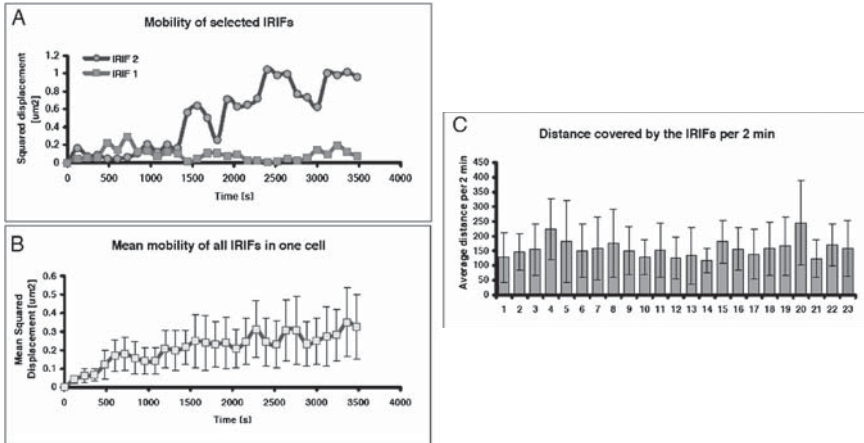 A
Mobility of selected IRIFs
Squared displacement
[um2]
1.2
1
0.8
0.6
0.4
0.2
0
IRIF 2
IRIF 1
0 500 1000 1500 2000 2500 3000 3500 4000
Time [s]
B
Mean mobility of all IRIFs in one cell
Mean Squared
Displacement [um2]
0.6
0.5
0.4
0.3
0.2
0.1
0
0 500 1000 1500 2000 2500 3000 3500 4000
Time [s]
C
Distance covered by the IRIFs per 2 min
Average distance per 2 min
450
400
350
300
250
200
150
100
50
0
1 2 3 4 5 6 7 8 9 10 11 12 13 14 15 16 17 18 19 20 21 22 23